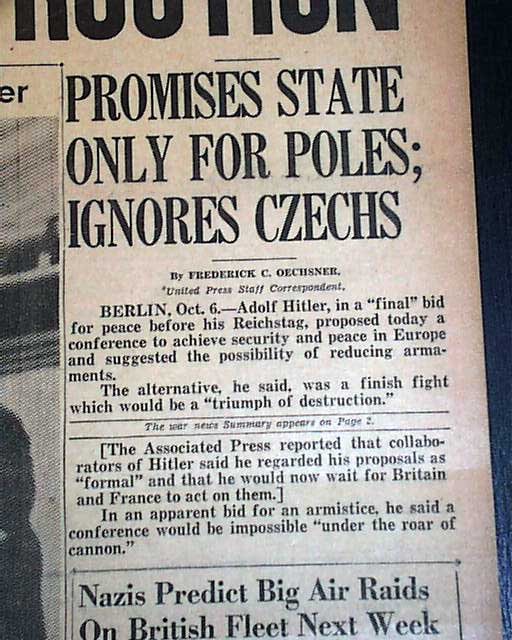 RUCTION
er
PROMISES STATE
ONLY FOR POLES;
IGNORES CZECHS
By FREDERICK C. OECHSNER,
United Press Staff Correspondent.
BERLIN, Oct. 6.—Adolf Hitler, in a "final" bid
for peace before his Reichstag, proposed today a
conference to achieve security and peace in Europe
and suggested the possibility of reducing arma-
ments.
The alternative, he said, was a finish fight
which would be a "triumph of destruction."
The war news Summary appears on Page 2.
[The Associated Press reported that collabo-
rators of Hitler said he regarded his proposals as
"formal" and that he would now wait for Britain
and France to act on them.]
In an apparent bid for an armistice, he said a
conference would be impossible "under the roar of
cannon."
Nazis Predict Big Air Raids
On British Fleet Next Week